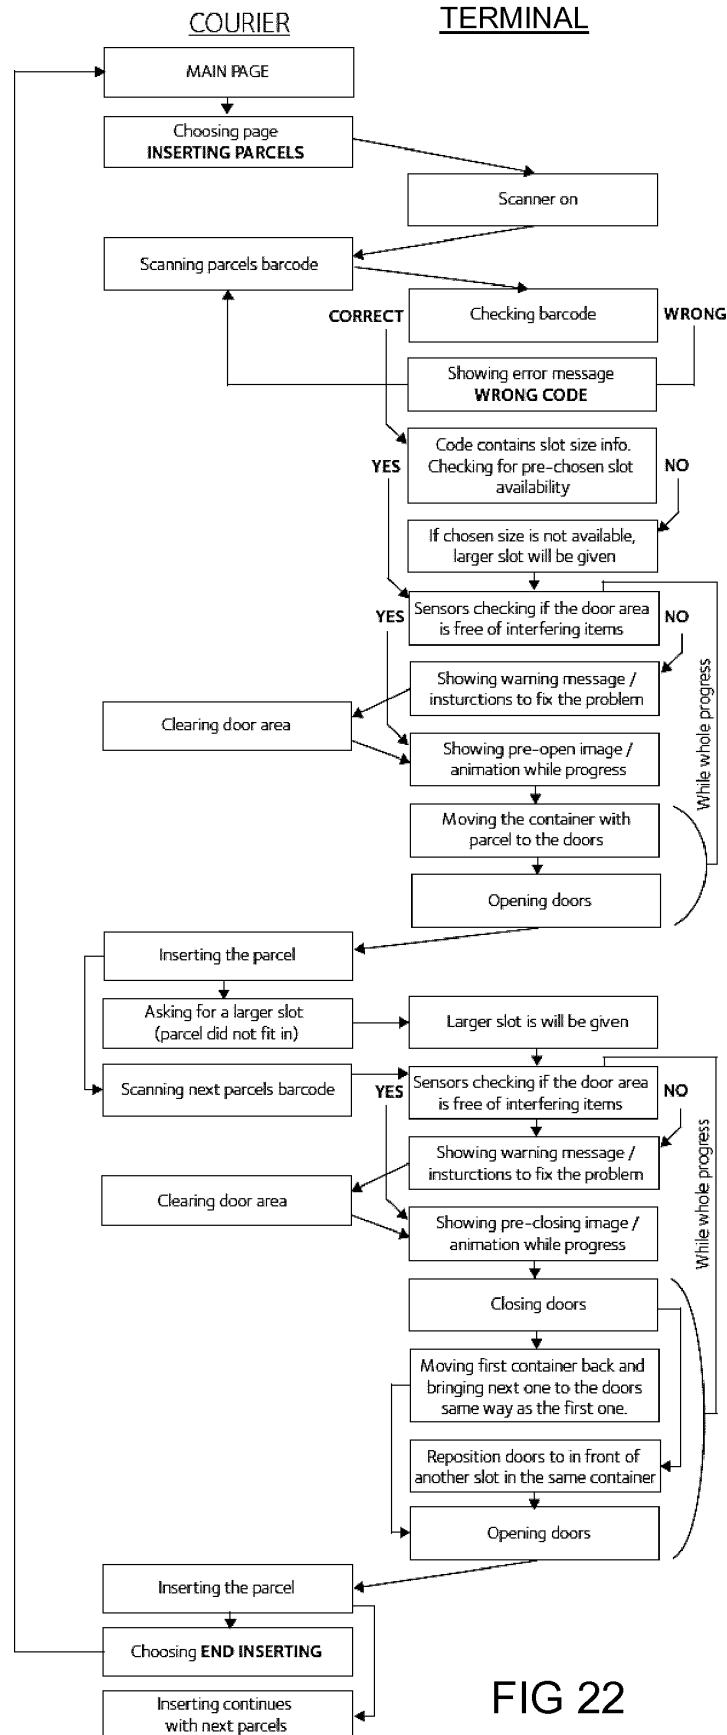 COURIER
TERMINAL
MAIN PAGE
Choosing page
INSERTING PARCELS
Scanner on
Scanning parcels barcode
CORRECT
Checking barcode
WRONG
Showing error message
WRONG CODE
Code contains slot size info.
Checking for pre-chosen slot
availability
YES
NO
If chosen size is not available,
larger slot will be given
Sensors checking if the door area
is free of interfering items
YES
NO
Showing warning message /
insturctions to fix the problem
While whole progress
Clearing door area
Showing pre-open image /
animation while progress
Moving the container with
parcel to the doors
Opening doors
Inserting the parcel
Asking for a larger slot
(parcel did not fit in)
Larger slot is will be given
Scanning next parcels barcode
YES
Sensors checking if the door area
is free of interfering items
NO
Showing warning message /
insturctions to fix the problem
While whole progress
Clearing door area
Showing pre-closing image /
animation while progress
Closing doors
Moving first container back and
bringing next one to the doors
same way as the first one.
Reposition doors to in front of
another slot in the same container
Opening doors
Inserting the parcel
Choosing END INSERTING
Inserting continues
with next parcels
FIG 22